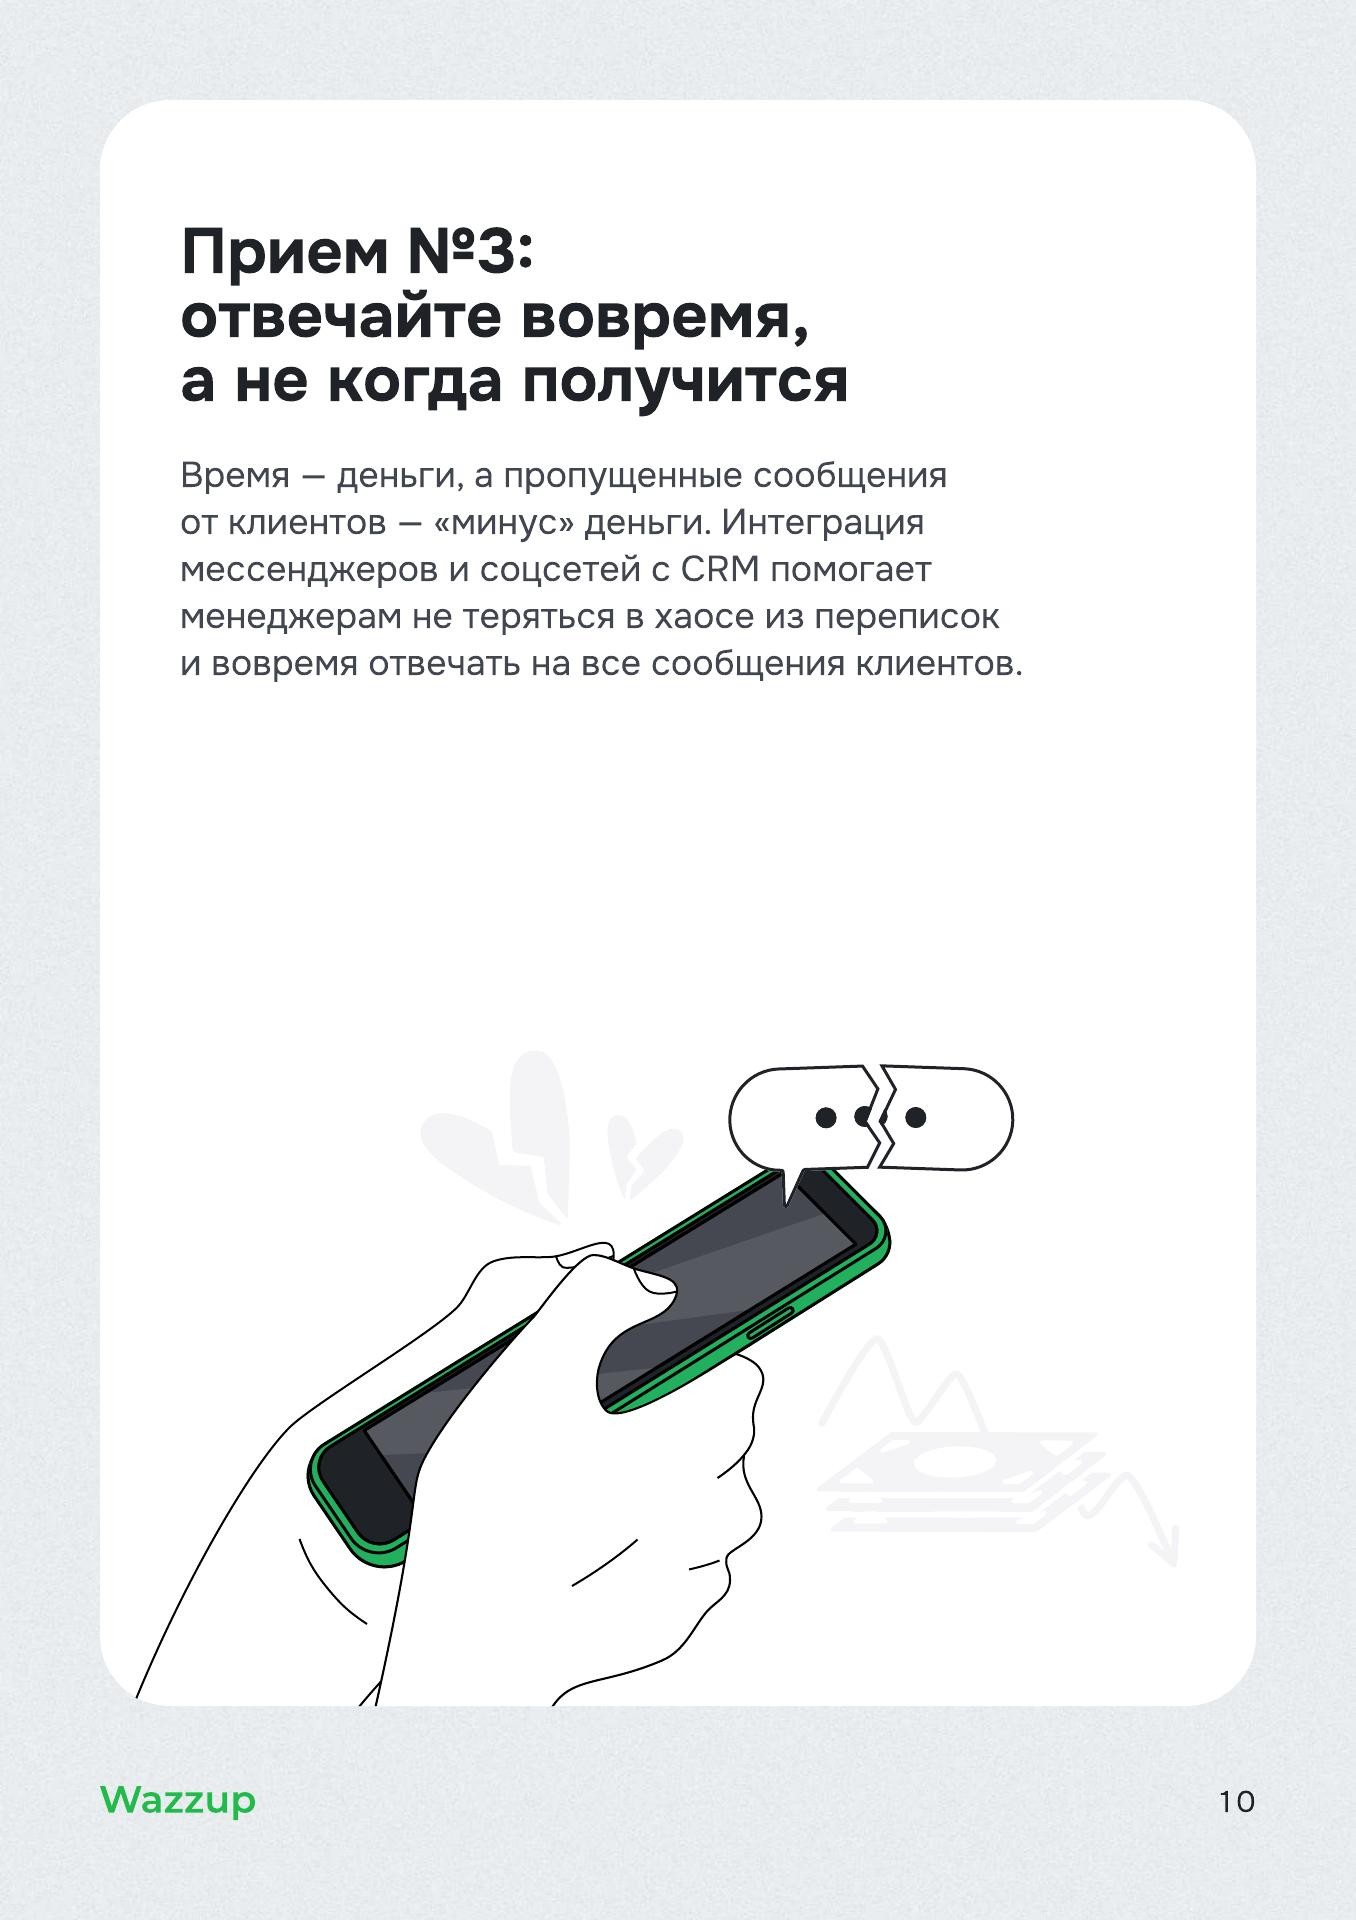 Прием №3:
отвечайте вовремя,
а не когда получится
Время — деньги, а пропущенные сообщения
от клиентов — «минус» деньги. Интеграция
мессенджеров и соцсетей с CRM помогает
менеджерам не теряться в хаосе из переписок
и вовремя отвечать на все сообщения клиентов.
Wazzup
10